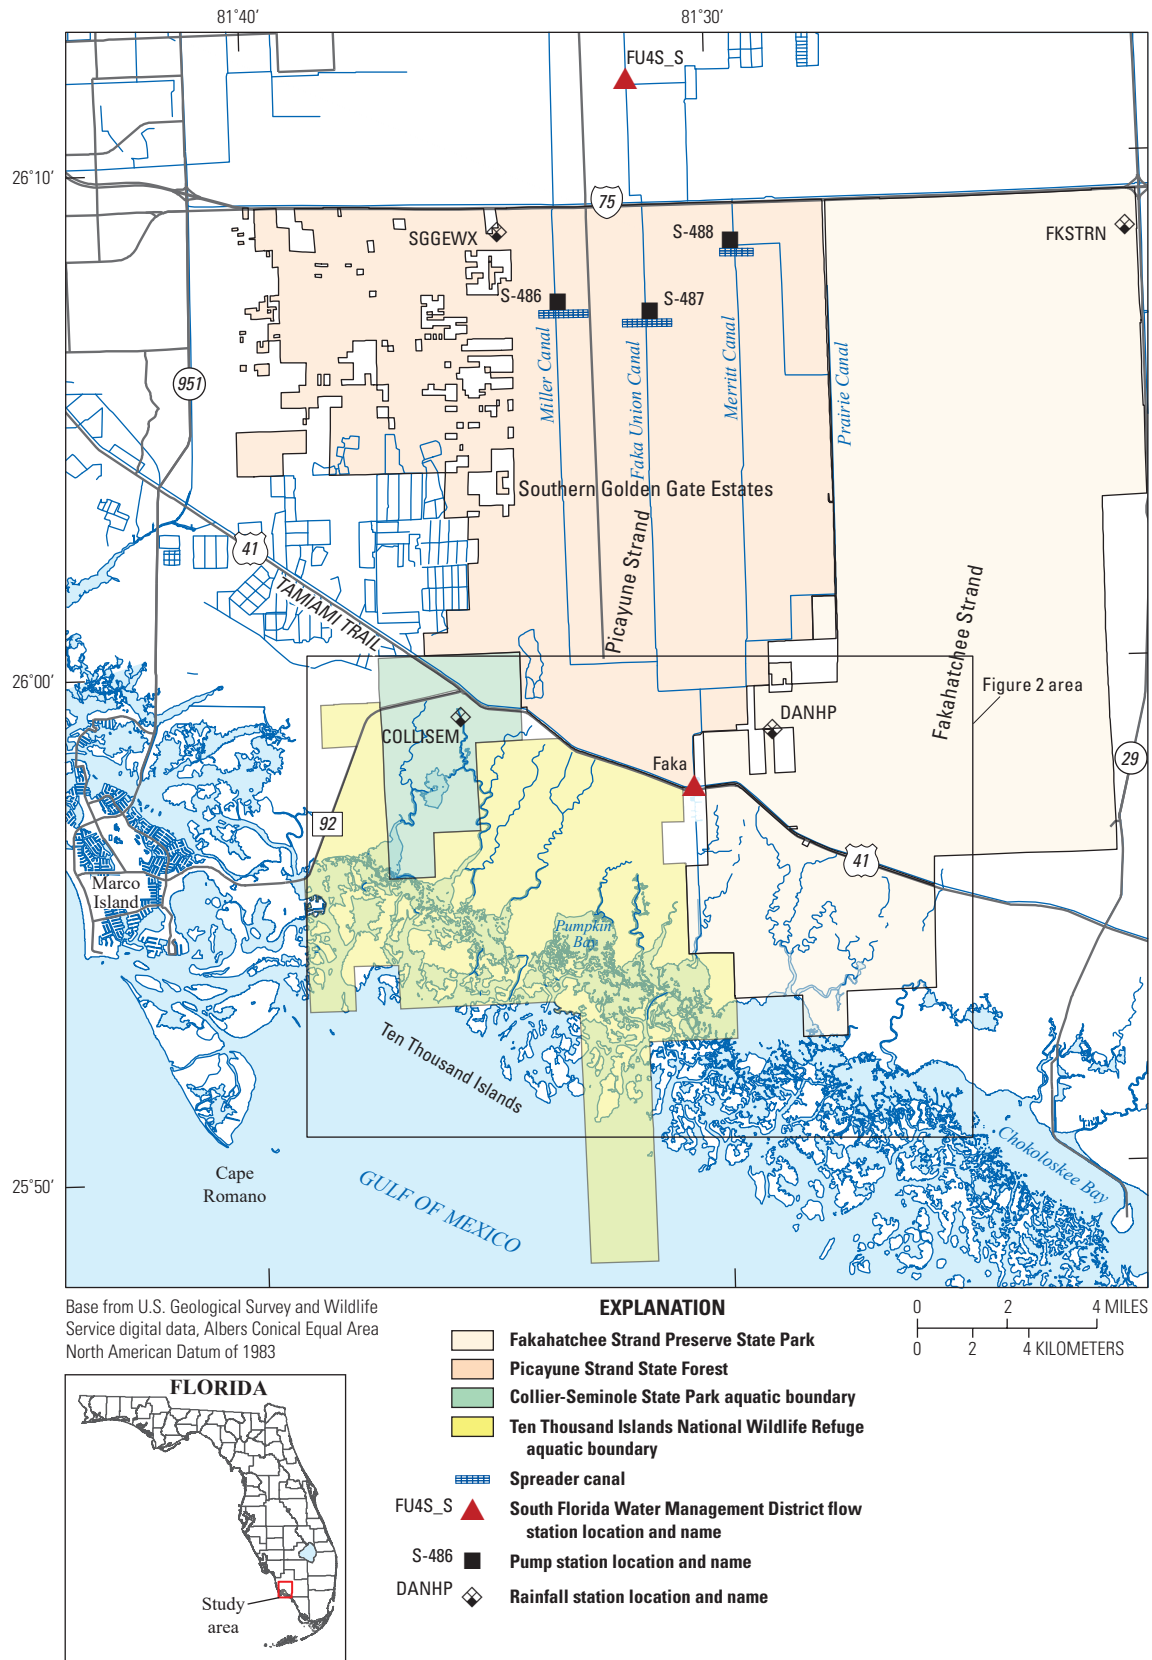 81°40′
81°30′
FU4S_S
26°10′
75
SGGEWX
S-488
FKSTRN
S-486
S-487
Miller Canal
Faka Union Canal
Merritt Canal
Prairie Canal
951
Southern Golden Gate Estates
41
Picayune Strand
TAMIAMI TRAIL
Fakahatchee Strand
26°00′
Figure 2 area
DANHP
COLLISEM
Faka
29
92
41
Marco
Island
Pumpkin
Bay
Ten Thousand Islands
Chokoloskee Bay
Cape
Romano
25°50′
GULF OF MEXICO
Base from U.S. Geological Survey and Wildlife
Service digital data, Albers Conical Equal Area
North American Datum of 1983
EXPLANATION
0 2 4 MILES
0 2 4 KILOMETERS
Fakahatchee Strand Preserve State Park
Picayune Strand State Forest
Collier-Seminole State Park aquatic boundary
Ten Thousand Islands National Wildlife Refuge
aquatic boundary
Spreader canal
FU4S_S South Florida Water Management District flow
station location and name
S-486 Pump station location and name
DANHP Rainfall station location and name
FLORIDA
Study
area